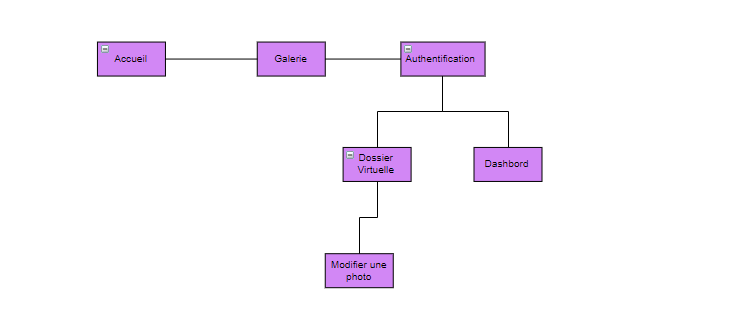 Accueil
Galerie
Authentification
Dossier
Virtuelle
Dashbord
Modifier une
photo